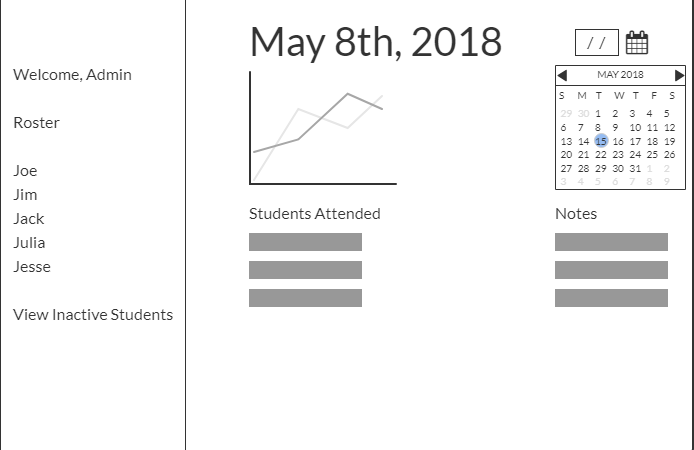 Welcome, Admin
Roster
Joe
Jim
Jack
Julia
Jesse
View Inactive Students
May 8th, 2018
/ /
MAY 2018
S M T W T F S
29 30 1 2 3 4 5
6 7 8 9 10 11 12
13 14 15 16 17 18 19
20 21 22 23 24 25 26
27 28 29 30 31 1 2
3 4 5 6 7 8 9
Students Attended
Notes